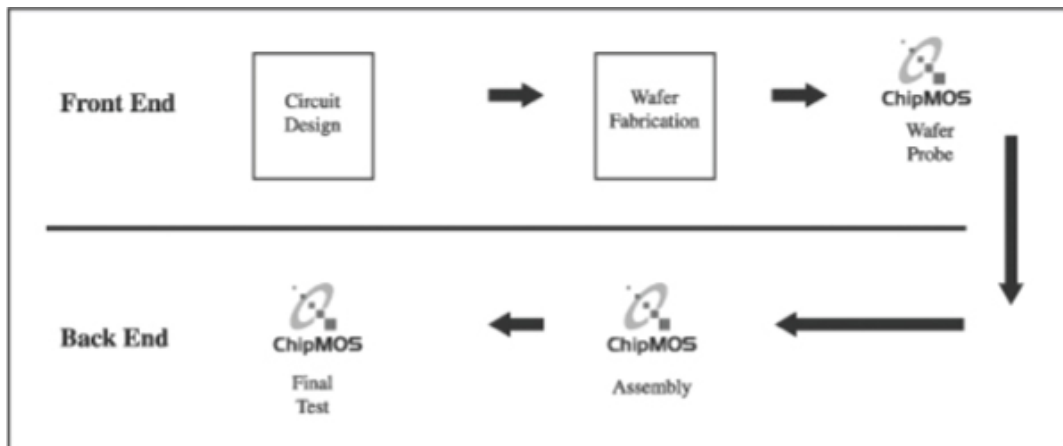 Front End
Circuit
Design
Wafer
Fabrication
ChipMOS
Wafer
Probe
Back End
ChipMOS
Final
Test
ChipMOS
Assembly